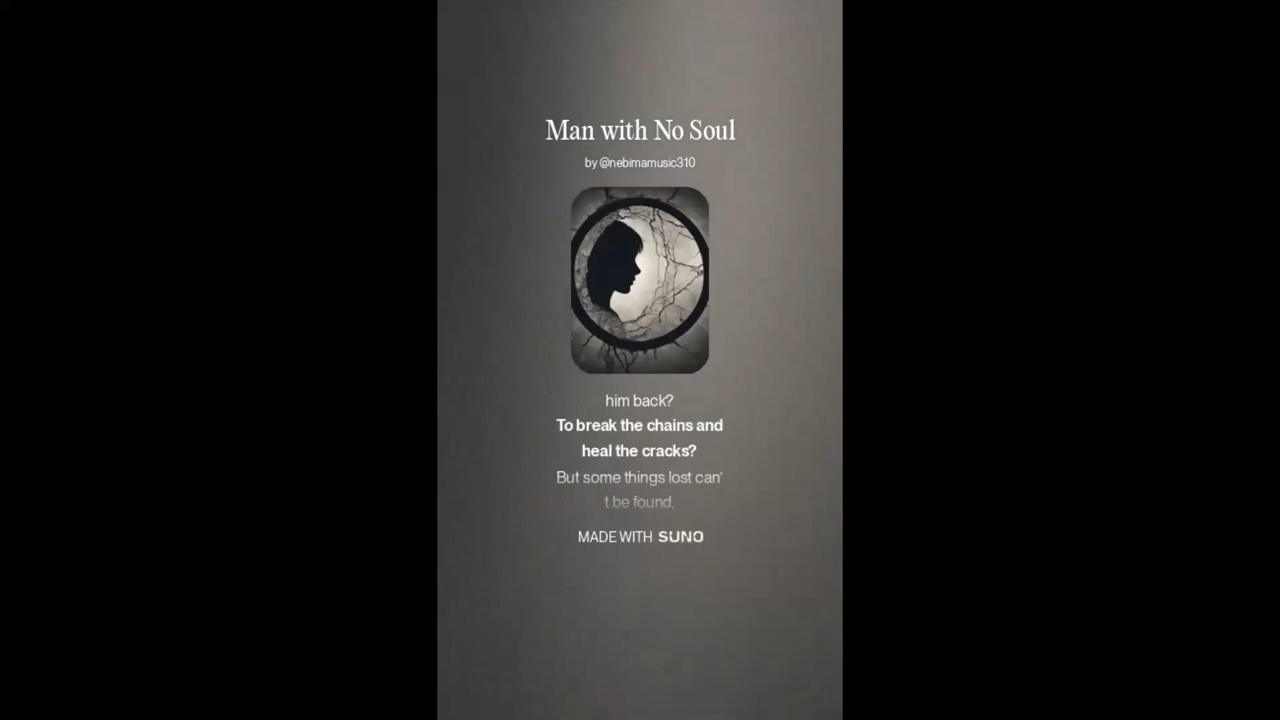 Man with No Soul
by @nebimamusic310
him back?
To break the chains and
heal the cracks?
But some things lost can'
t be found,
MADE WITH SUNO